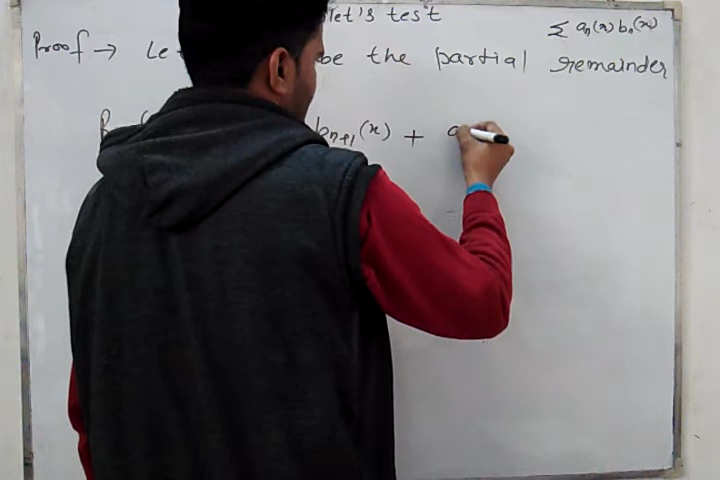 let's test
Σ aₙ(x) bₙ(x)
Proof → Le be the partial remainder
bₙ₊₁(x) + a